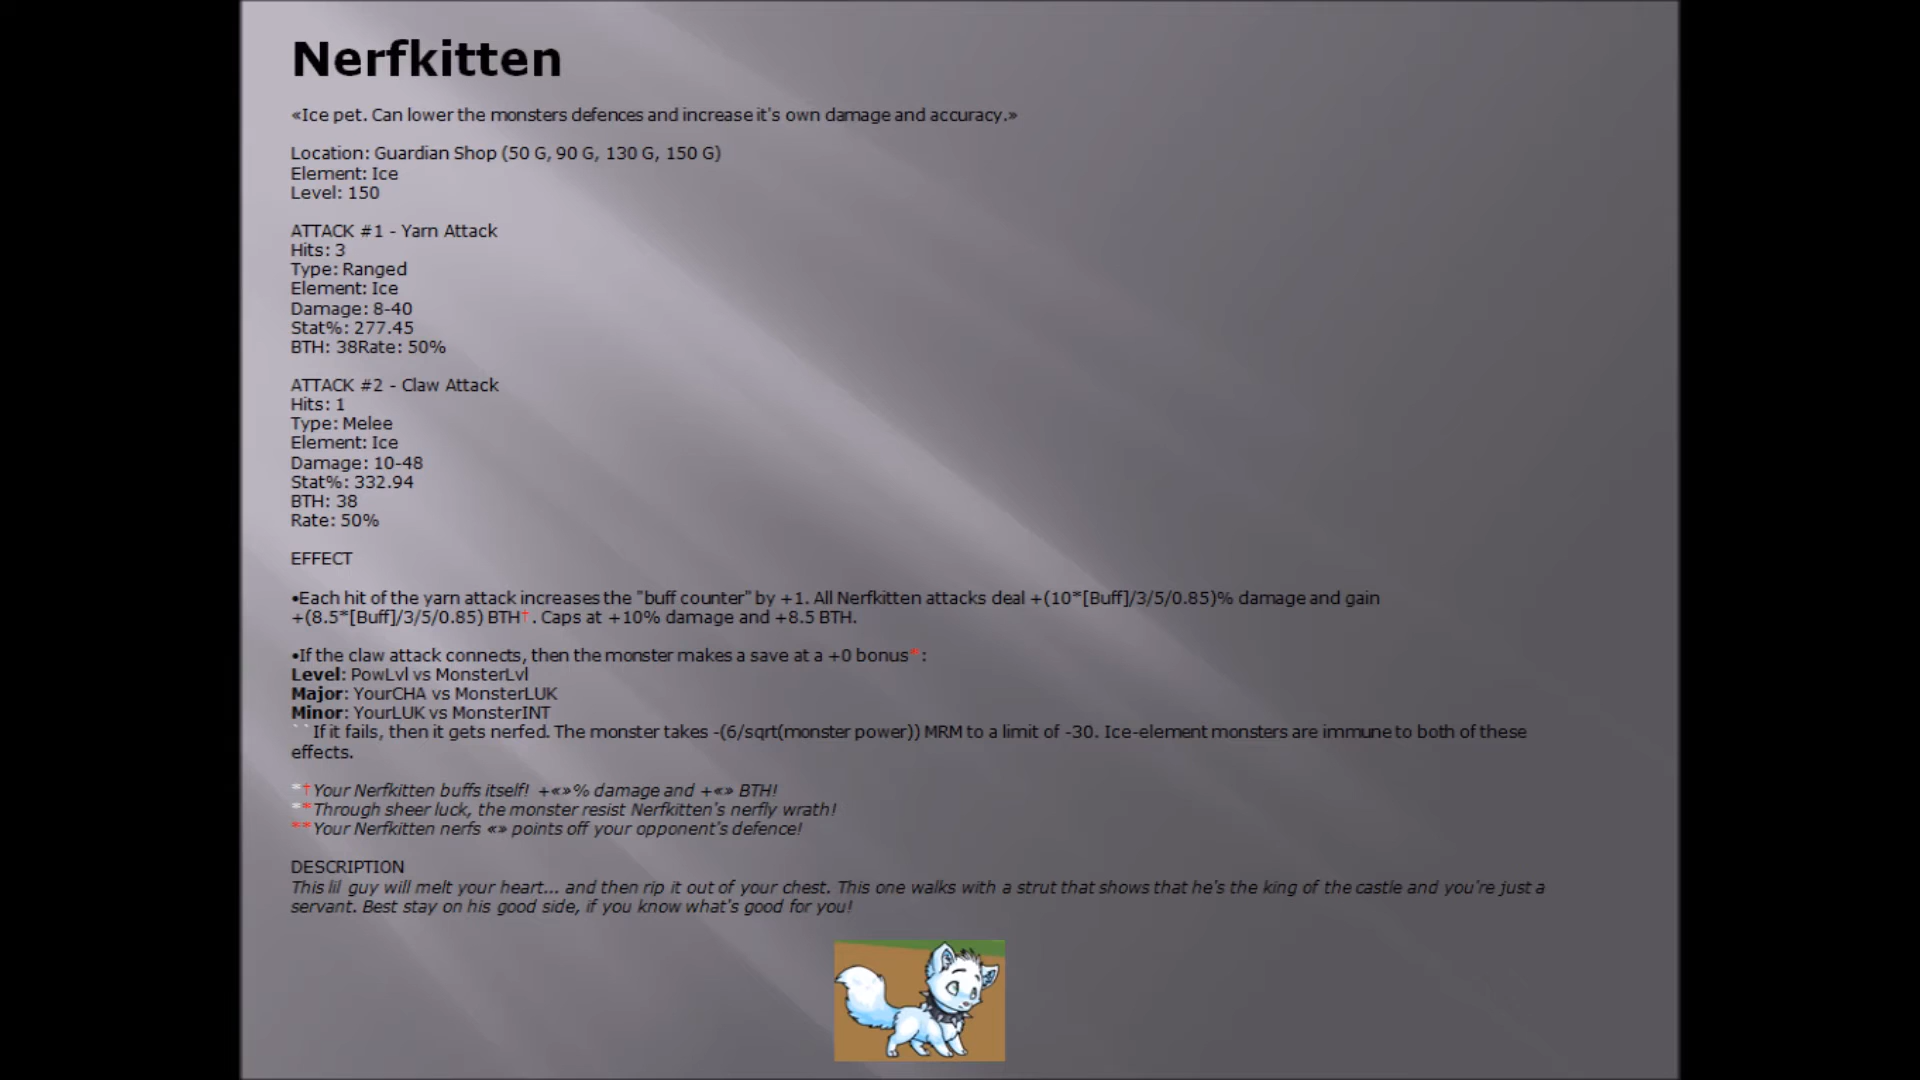 Nerfkitten
«Ice pet. Can lower the monsters defences and increase it's own damage and accuracy.»
Location: Guardian Shop (50 G, 90 G, 130 G, 150 G)
Element: Ice
Level: 150
ATTACK #1 - Yarn Attack
Hits: 3
Type: Ranged
Element: Ice
Damage: 8-40
Stat%: 277.45
BTH: 38Rate: 50%
ATTACK #2 - Claw Attack
Hits: 1
Type: Melee
Element: Ice
Damage: 10-48
Stat%: 332.94
BTH: 38
Rate: 50%
EFFECT
•Each hit of the yarn attack increases the "buff counter" by +1. All Nerfkitten attacks deal +(10*[Buff]/3/5/0.85)% damage and gain
+(8.5*[Buff]/3/5/0.85) BTH†. Caps at +10% damage and +8.5 BTH.
•If the claw attack connects, then the monster makes a save at a +0 bonus*:
Level: PowLvl vs MonsterLvl
Major: YourCHA vs MonsterLUK
Minor: YourLUK vs MonsterINT
``If it fails, then it gets nerfed. The monster takes -(6/sqrt(monster power)) MRM to a limit of -30. Ice-element monsters are immune to both of these
effects.
*†Your Nerfkitten buffs itself! +«»% damage and +«» BTH!
**Through sheer luck, the monster resist Nerfkitten's nerfly wrath!
**Your Nerfkitten nerfs «» points off your opponent's defence!
DESCRIPTION
This lil guy will melt your heart... and then rip it out of your chest. This one walks with a strut that shows that he's the king of the castle and you're just a
servant. Best stay on his good side, if you know what's good for you!